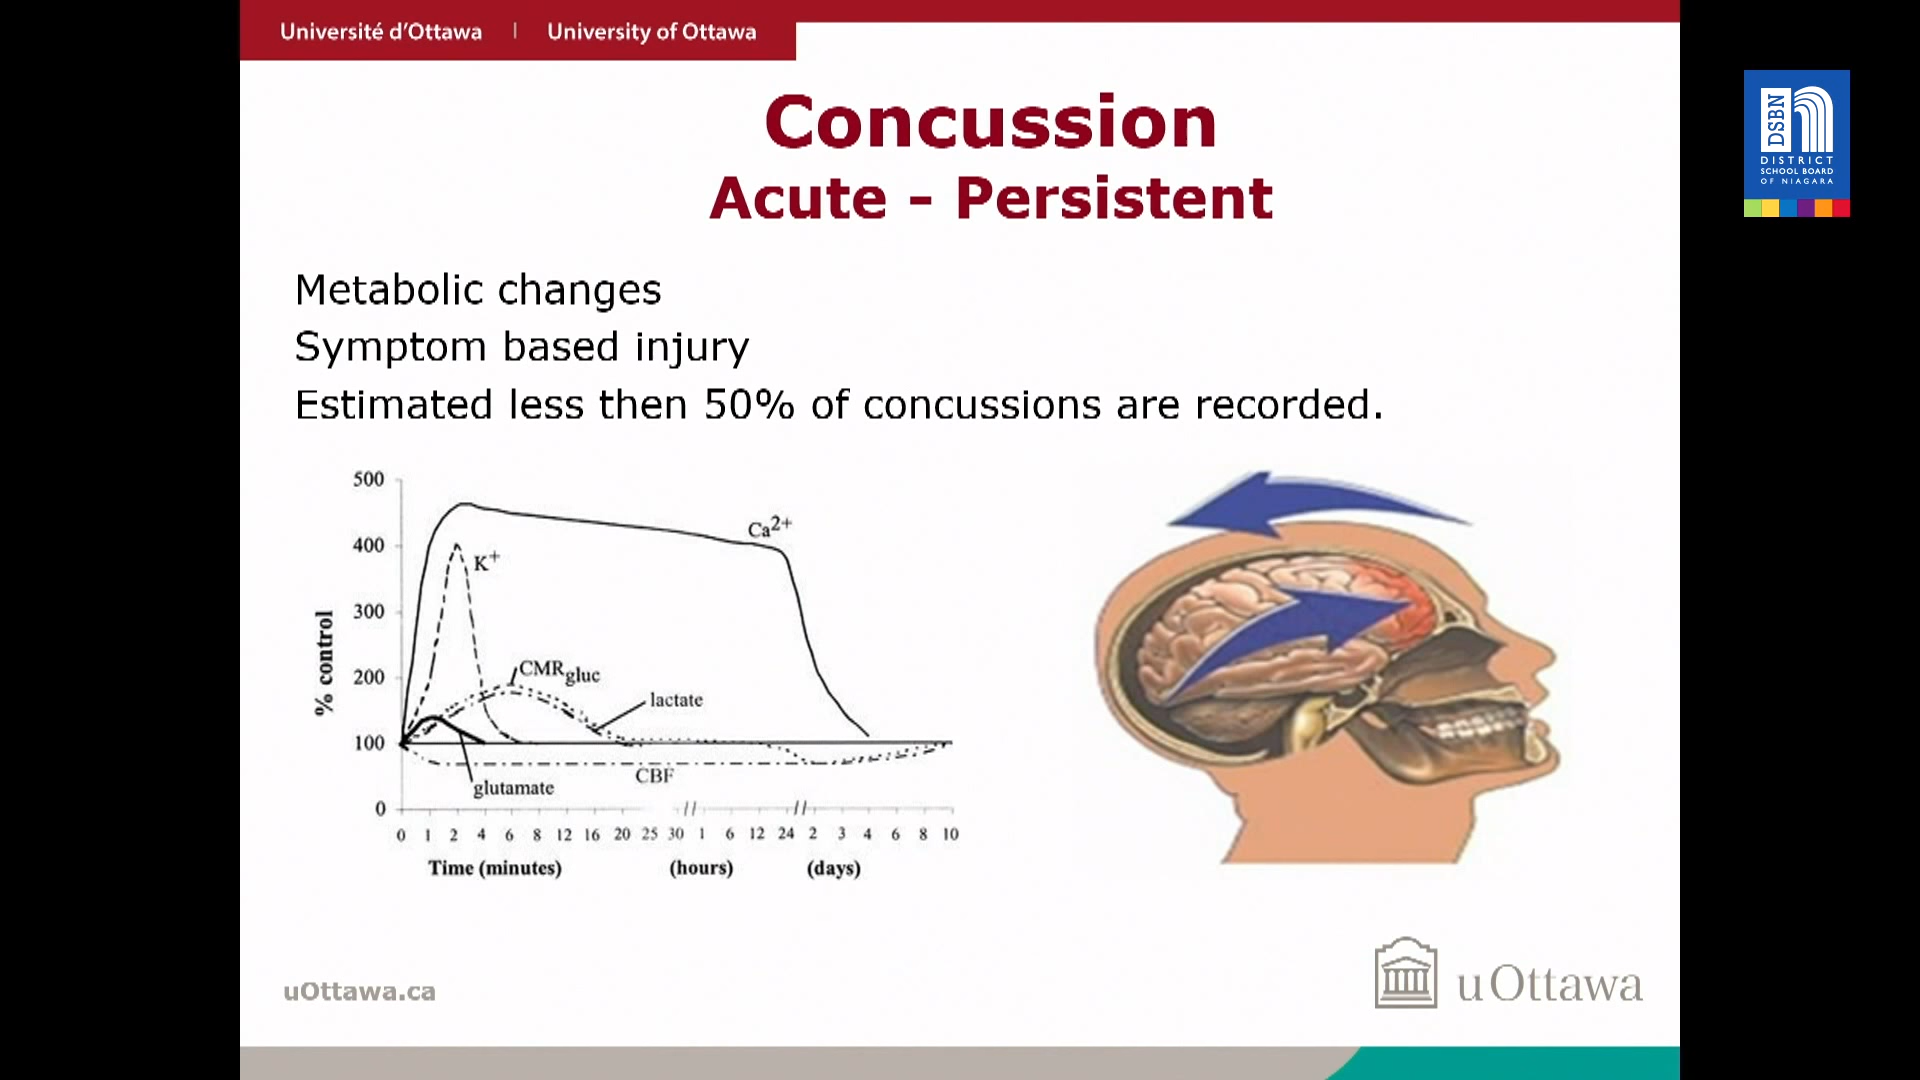 Université d'Ottawa | University of Ottawa
Concussion
Acute - Persistent
Metabolic changes
Symptom based injury
Estimated less then 50% of concussions are recorded.
500
400
300
200
100
0
% control
Ca2+
K+
CMRgluc
lactate
glutamate
CBF
0 1 2 4 6 8 12 16 20 25 30 1 6 12 24 2 3 4 6 8 10
Time (minutes) (hours) (days)
uOttawa.ca
uOttawa
DSBN
DISTRICT
SCHOOL BOARD
OF NIAGARA